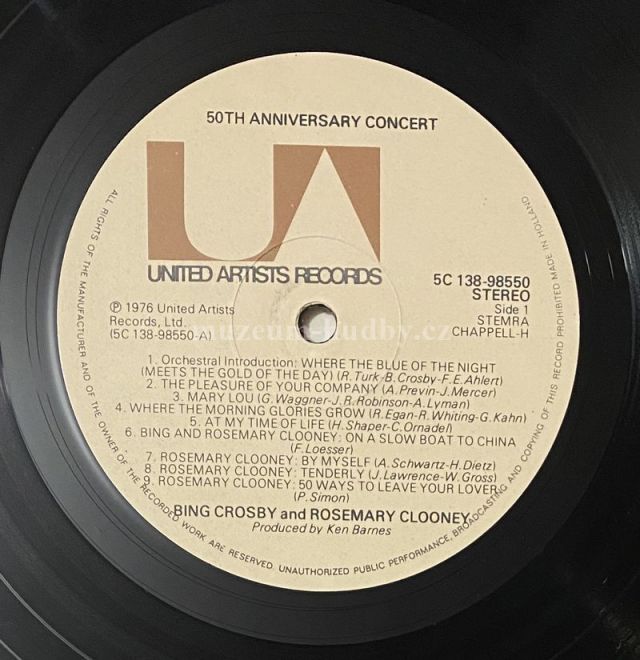 50TH ANNIVERSARY CONCERT
UA
UNITED ARTISTS RECORDS
5C 138-98550
STEREO
Side 1
STEMRA
CHAPPELL-H
℗ 1976 United Artists
Records, Ltd.
(5C 138-98550-A)
muzeum-hudby.cz
1. Orchestral Introduction: WHERE THE BLUE OF THE NIGHT
(MEETS THE GOLD OF THE DAY) (R.Turk-B.Crosby-F.E.Ahlert)
2. THE PLEASURE OF YOUR COMPANY (A.Previn-J.Mercer)
3. MARY LOU (G.Waggner-J.R.Robinson-A.Lyman)
4. WHERE THE MORNING GLORIES GROW (R.Egan-R.Whiting-G.Kahn)
5. AT MY TIME OF LIFE (H.Shaper-C.Ornadel)
6. BING AND ROSEMARY CLOONEY: ON A SLOW BOAT TO CHINA
(F.Loesser)
7. ROSEMARY CLOONEY: BY MYSELF (A.Schwartz-H.Dietz)
8. ROSEMARY CLOONEY: TENDERLY (J.Lawrence-W.Gross)
9. ROSEMARY CLOONEY: 50 WAYS TO LEAVE YOUR LOVER
(P.Simon)
BING CROSBY and ROSEMARY CLOONEY
Produced by Ken Barnes
ALL RIGHTS OF THE MANUFACTURER AND OF THE OWNER OF THE RECORDED WORK ARE RESERVED. UNAUTHORIZED PUBLIC PERFORMANCE, BROADCASTING AND COPYING OF THIS RECORD PROHIBITED MADE IN HOLLAND